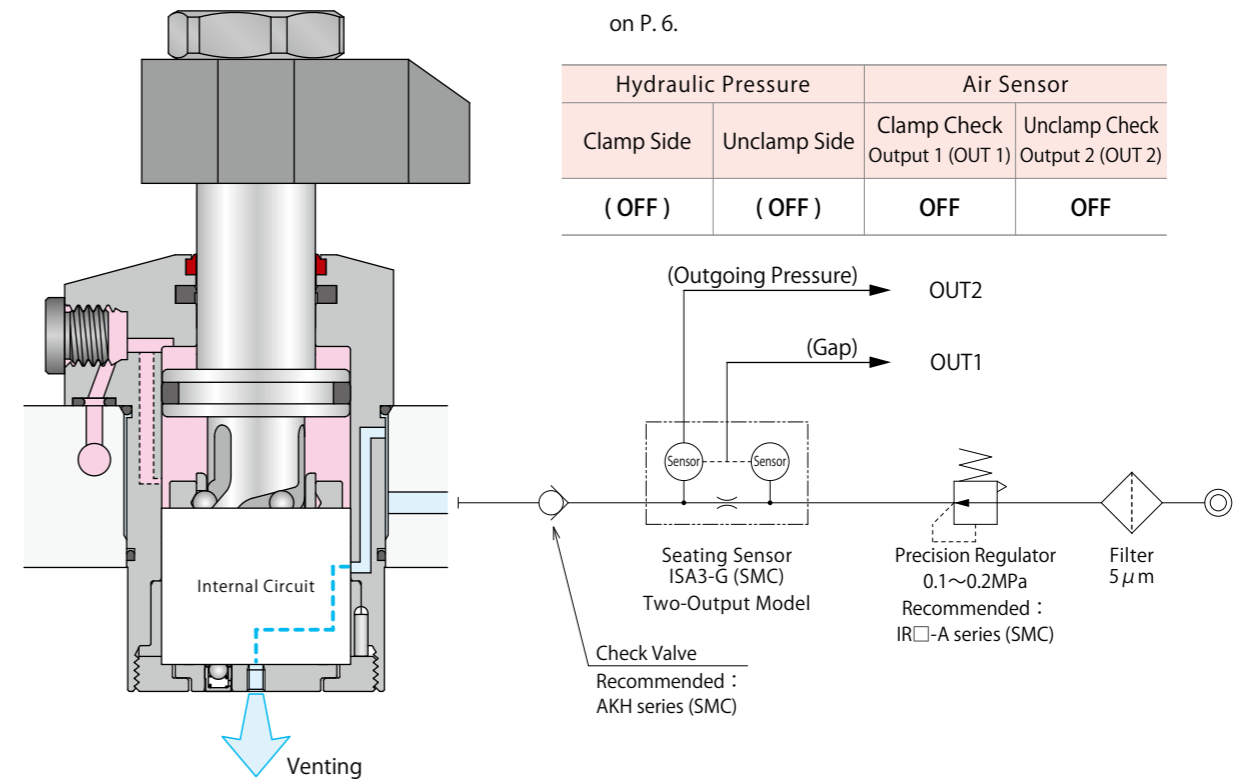 on P. 6.
Hydraulic Pressure Air Sensor
Clamp Side Unclamp Side Clamp Check Output 1 (OUT 1) Unclamp Check Output 2 (OUT 2)
( OFF ) ( OFF ) OFF OFF
(Outgoing Pressure)
OUT2
(Gap)
OUT1
Sensor
Sensor
Internal Circuit
Seating Sensor
ISA3-G (SMC)
Two-Output Model
Precision Regulator
0.1〜0.2MPa
Recommended：
IR□-A series (SMC)
Filter
5μm
Check Valve
Recommended：
AKH series (SMC)
Venting